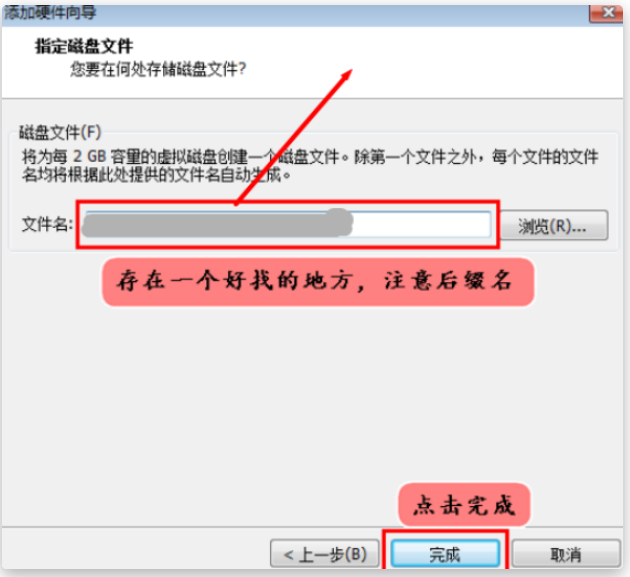 添加硬件向导
指定磁盘文件
您要在何处存储磁盘文件?
磁盘文件(F)
将为每 2 GB 容量的虚拟磁盘创建一个磁盘文件。除第一个文件之外，每个文件的文件
名均将根据此处提供的文件名自动生成。
文件名:
浏览(R)...
存在一个好找的地方，注意后缀名
点击完成
< 上一步(B)
完成
取消